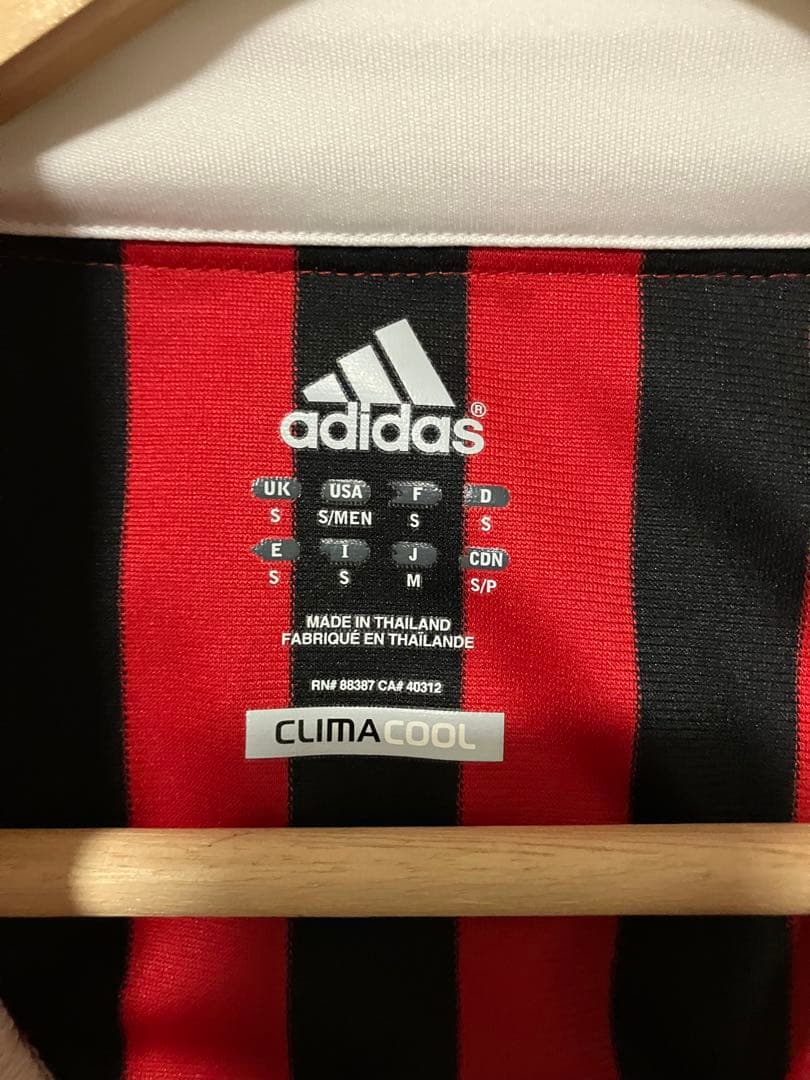 adidas®
UK USA F D
S S/MEN S S
E I J CDN
S S M S/P
MADE IN THAILAND
FABRIQUÉ EN THAÏLANDE
RN# 88387 CA# 40312
CLIMACOOL